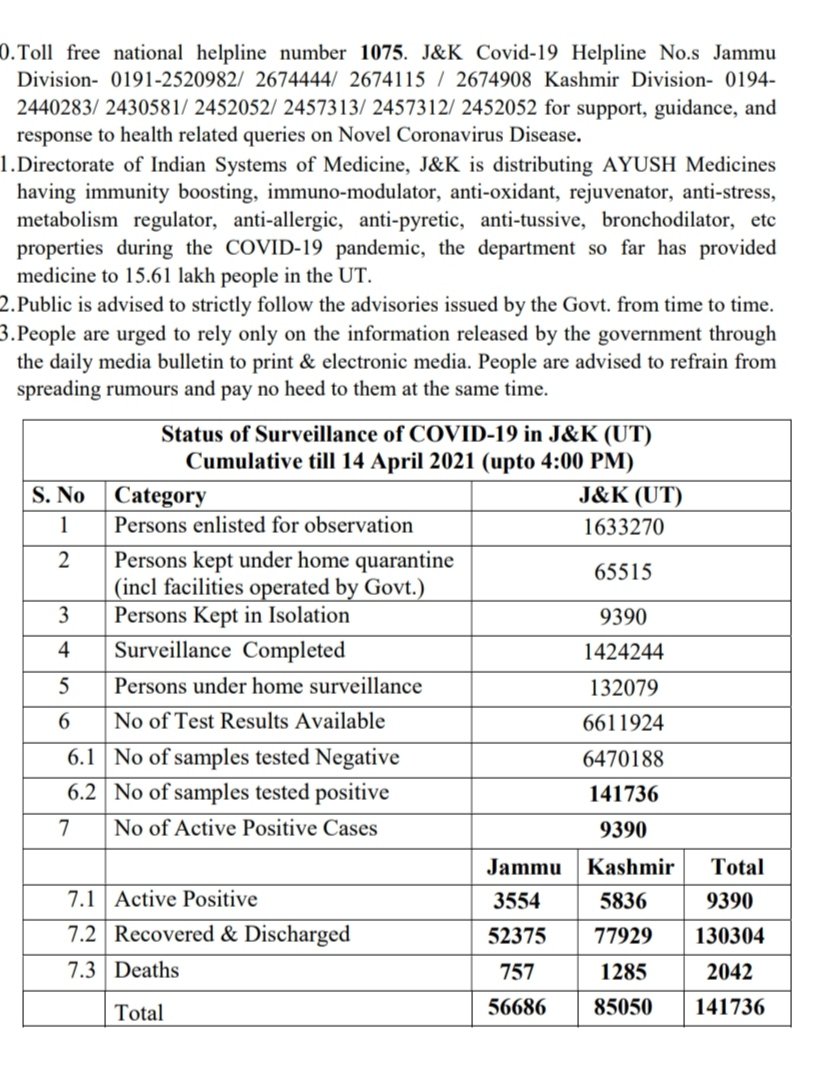 0.Toll free national helpline number 1075. J&K Covid-19 Helpline No.s Jammu
Division- 0191-2520982/ 2674444/ 2674115 / 2674908 Kashmir Division- 0194-
2440283/ 2430581/ 2452052/ 2457313/ 2457312/ 2452052 for support, guidance, and
response to health related queries on Novel Coronavirus Disease.
1.Directorate of Indian Systems of Medicine, J&K is distributing AYUSH Medicines
having immunity boosting, immuno-modulator, anti-oxidant, rejuvenator, anti-stress,
metabolism regulator, anti-allergic, anti-pyretic, anti-tussive, bronchodilator, etc
properties during the COVID-19 pandemic, the department so far has provided
medicine to 15.61 lakh people in the UT.
2.Public is advised to strictly follow the advisories issued by the Govt. from time to time.
3.People are urged to rely only on the information released by the government through
the daily media bulletin to print & electronic media. People are advised to refrain from
spreading rumours and pay no heed to them at the same time.
Status of Surveillance of COVID-19 in J&K (UT)
Cumulative till 14 April 2021 (upto 4:00 PM)
S. No Category J&K (UT)
1 Persons enlisted for observation 1633270
2 Persons kept under home quarantine
(incl facilities operated by Govt.) 65515
3 Persons Kept in Isolation 9390
4 Surveillance Completed 1424244
5 Persons under home surveillance 132079
6 No of Test Results Available 6611924
6.1 No of samples tested Negative 6470188
6.2 No of samples tested positive 141736
7 No of Active Positive Cases 9390
Jammu Kashmir Total
7.1 Active Positive 3554 5836 9390
7.2 Recovered & Discharged 52375 77929 130304
7.3 Deaths 757 1285 2042
Total 56686 85050 141736